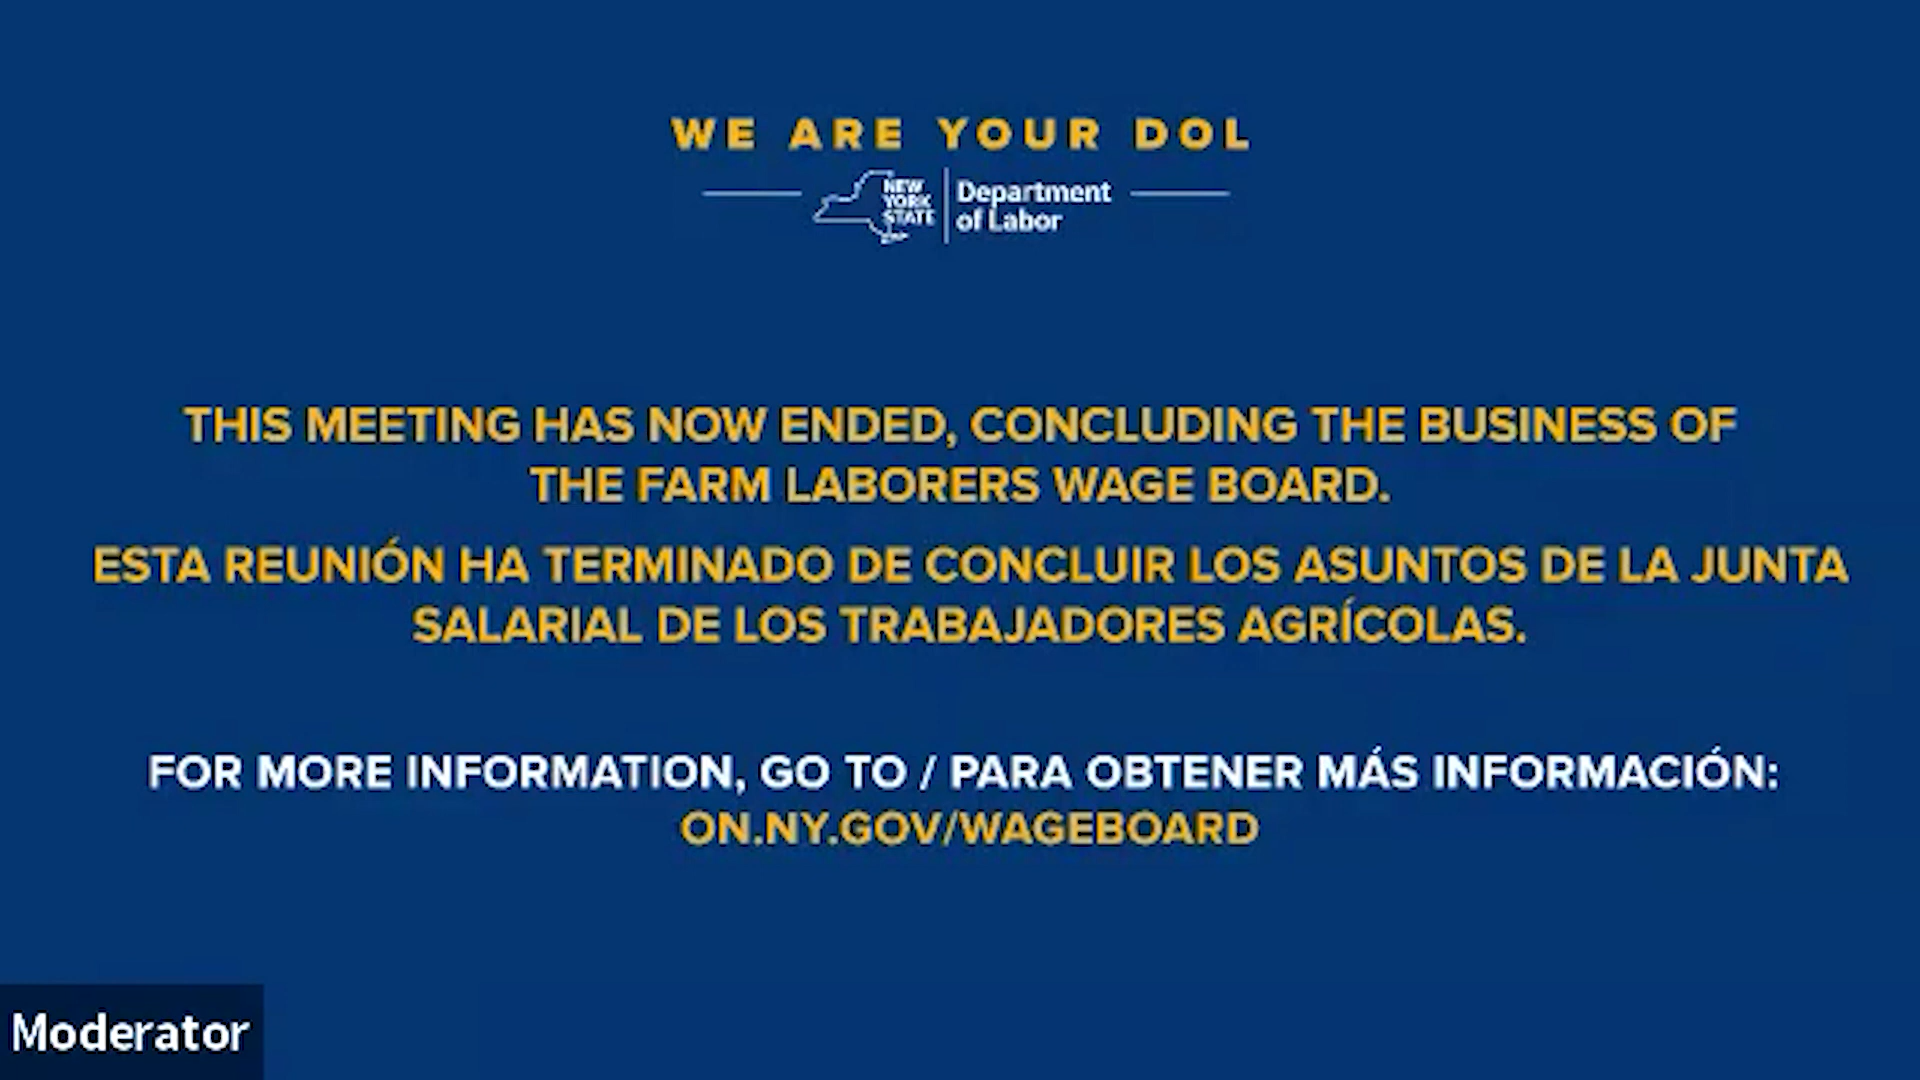 WE ARE YOUR DOL
NEW
YORK
STATE
Department
of Labor
THIS MEETING HAS NOW ENDED, CONCLUDING THE BUSINESS OF
THE FARM LABORERS WAGE BOARD.
ESTA REUNIÓN HA TERMINADO DE CONCLUIR LOS ASUNTOS DE LA JUNTA
SALARIAL DE LOS TRABAJADORES AGRÍCOLAS.
FOR MORE INFORMATION, GO TO / PARA OBTENER MÁS INFORMACIÓN:
ON.NY.GOV/WAGEBOARD
Moderator